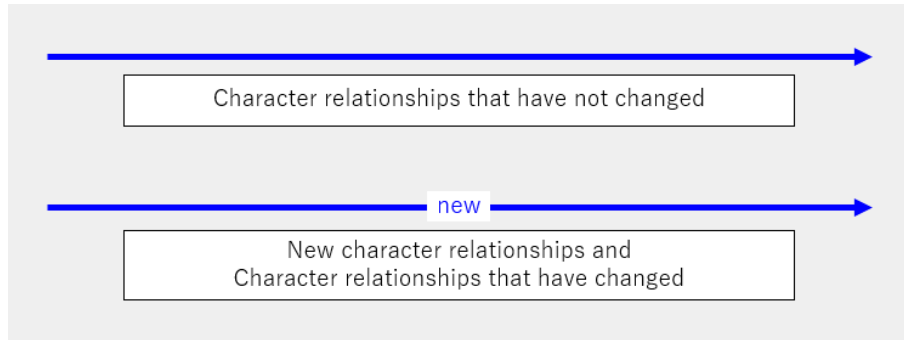 Character relationships that have not changed
new
New character relationships and
Character relationships that have changed